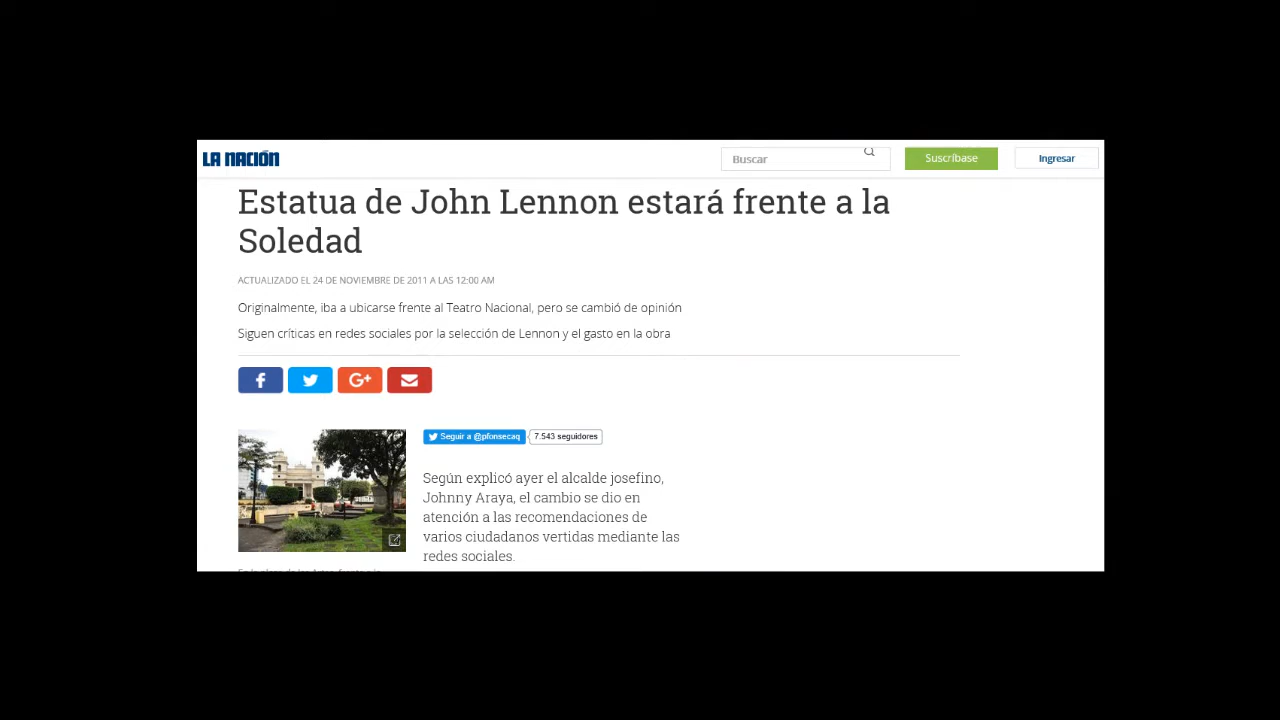 LA NACIÓN
Buscar
Suscríbase
Ingresar
Estatua de John Lennon estará frente a la
Soledad
ACTUALIZADO EL 24 DE NOVIEMBRE DE 2011 A LAS 12:00 AM
Originalmente, iba a ubicarse frente al Teatro Nacional, pero se cambió de opinión
Siguen críticas en redes sociales por la selección de Lennon y el gasto en la obra
f
G+
Seguir a @pfonsecaq
7.543 seguidores
Según explicó ayer el alcalde josefino,
Johnny Araya, el cambio se dio en
atención a las recomendaciones de
varios ciudadanos vertidas mediante las
redes sociales.